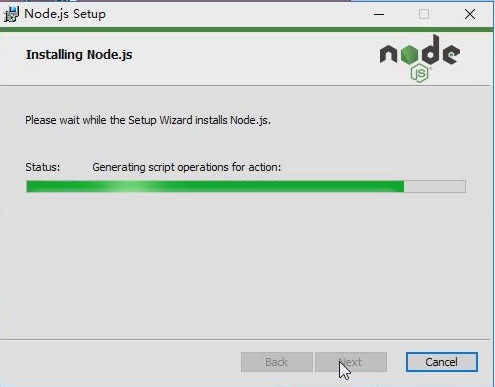 Node.js Setup
Installing Node.js
node
JS
Please wait while the Setup Wizard installs Node.js.
Status: Generating script operations for action:
Back Next Cancel